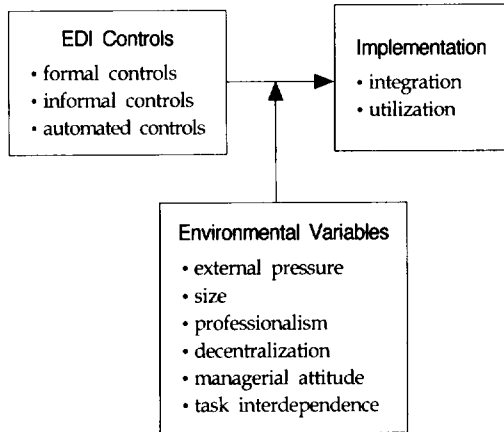 EDI Controls
• formal controls
• informal controls
• automated controls
Implementation
• integration
• utilization
Environmental Variables
• external pressure
• size
• professionalism
• decentralization
• managerial attitude
• task interdependence